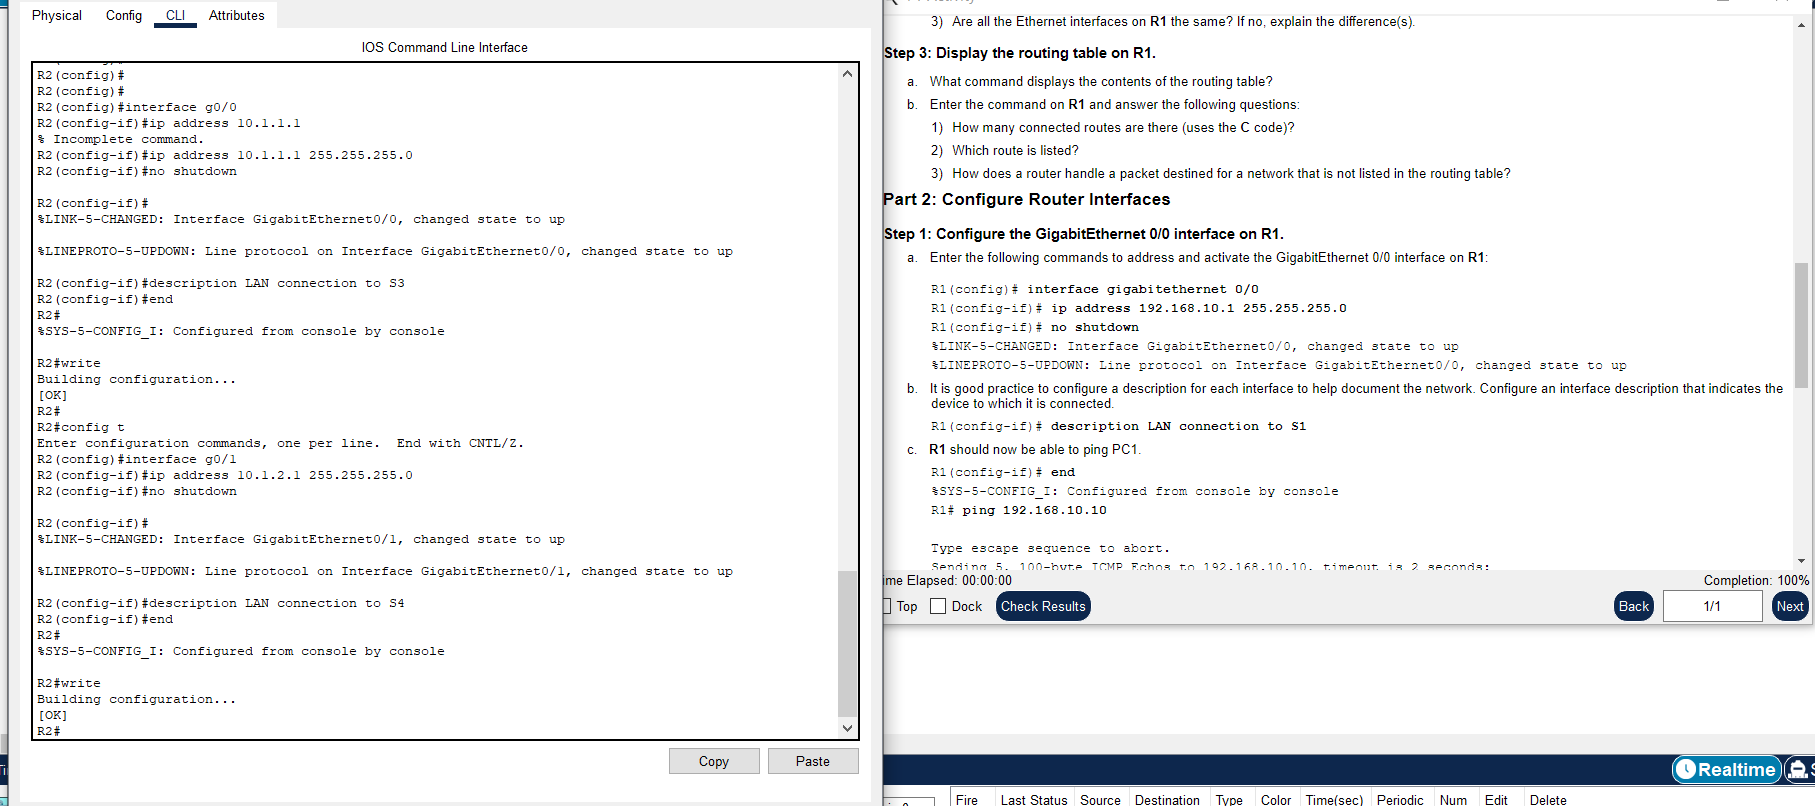 Physical Config CLI Attributes
IOS Command Line Interface
R2(config)#
R2(config)#
R2(config)#interface g0/0
R2(config-if)#ip address 10.1.1.1
% Incomplete command.
R2(config-if)#ip address 10.1.1.1 255.255.255.0
R2(config-if)#no shutdown
R2(config-if)#
%LINK-5-CHANGED: Interface GigabitEthernet0/0, changed state to up
%LINEPROTO-5-UPDOWN: Line protocol on Interface GigabitEthernet0/0, changed state to up
R2(config-if)#description LAN connection to S3
R2(config-if)#end
R2#
%SYS-5-CONFIG_I: Configured from console by console
R2#write
Building configuration...
[OK]
R2#
R2#config t
Enter configuration commands, one per line.  End with CNTL/Z.
R2(config)#interface g0/1
R2(config-if)#ip address 10.1.2.1 255.255.255.0
R2(config-if)#no shutdown
R2(config-if)#
%LINK-5-CHANGED: Interface GigabitEthernet0/1, changed state to up
%LINEPROTO-5-UPDOWN: Line protocol on Interface GigabitEthernet0/1, changed state to up
R2(config-if)#description LAN connection to S4
R2(config-if)#end
R2#
%SYS-5-CONFIG_I: Configured from console by console
R2#write
Building configuration...
[OK]
R2#
Copy Paste
3) Are all the Ethernet interfaces on R1 the same? If no, explain the difference(s).
Step 3: Display the routing table on R1.
a. What command displays the contents of the routing table?
b. Enter the command on R1 and answer the following questions:
1) How many connected routes are there (uses the C code)?
2) Which route is listed?
3) How does a router handle a packet destined for a network that is not listed in the routing table?
Part 2: Configure Router Interfaces
Step 1: Configure the GigabitEthernet 0/0 interface on R1.
a. Enter the following commands to address and activate the GigabitEthernet 0/0 interface on R1:
R1(config)# interface gigabitethernet 0/0
R1(config-if)# ip address 192.168.10.1 255.255.255.0
R1(config-if)# no shutdown
%LINK-5-CHANGED: Interface GigabitEthernet0/0, changed state to up
%LINEPROTO-5-UPDOWN: Line protocol on Interface GigabitEthernet0/0, changed state to up
b. It is good practice to configure a description for each interface to help document the network. Configure an interface description that indicates the
device to which it is connected.
R1(config-if)# description LAN connection to S1
c. R1 should now be able to ping PC1.
R1(config-if)# end
%SYS-5-CONFIG_I: Configured from console by console
R1# ping 192.168.10.10
Type escape sequence to abort.
Sending 5, 100-byte ICMP Echos to 192.168.10.10, timeout is 2 seconds:
ime Elapsed: 00:00:00 Completion: 100%
Top Dock Check Results Back 1/1 Next
Realtime
Fire Last Status Source Destination Type Color Time(sec) Periodic Num Edit Delete